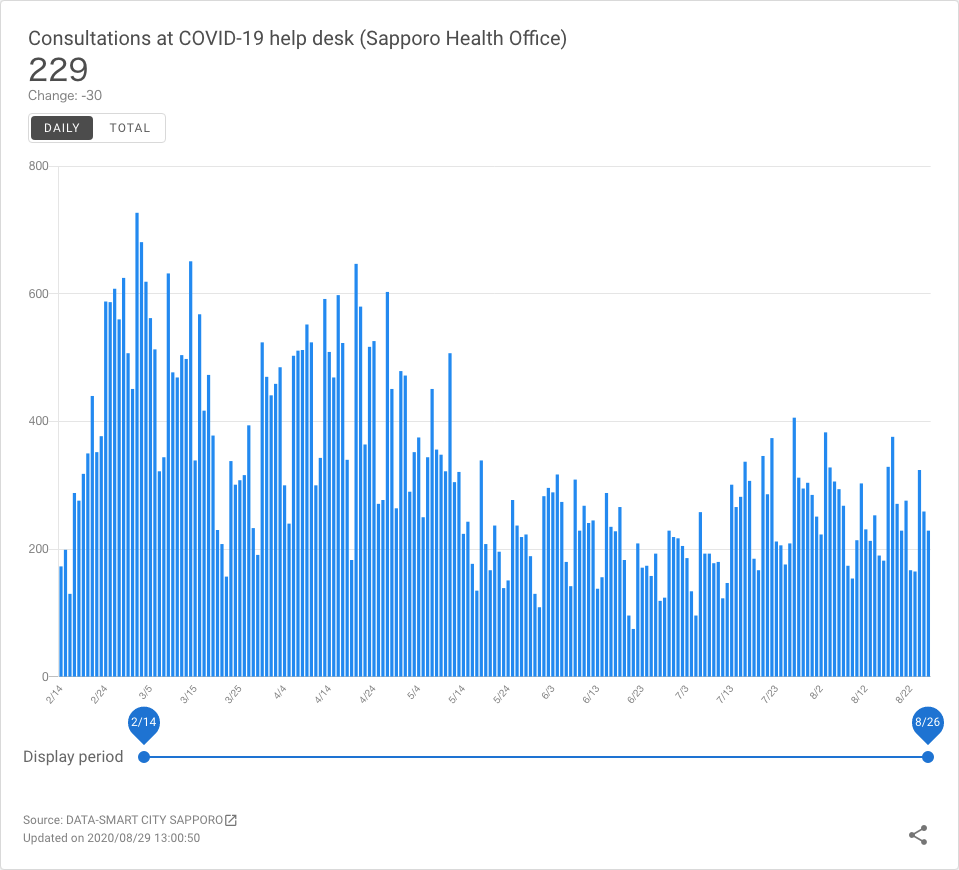 Consultations at COVID-19 help desk (Sapporo Health Office)
229
Change: -30
DAILY TOTAL
800
600
400
200
0
2/14 2/24 3/5 3/15 3/25 4/4 4/14 4/24 5/4 5/14 5/24 6/3 6/13 6/23 7/3 7/13 7/23 8/2 8/12 8/22
2/14 8/26
Display period
Source: DATA-SMART CITY SAPPORO
Updated on 2020/08/29 13:00:50